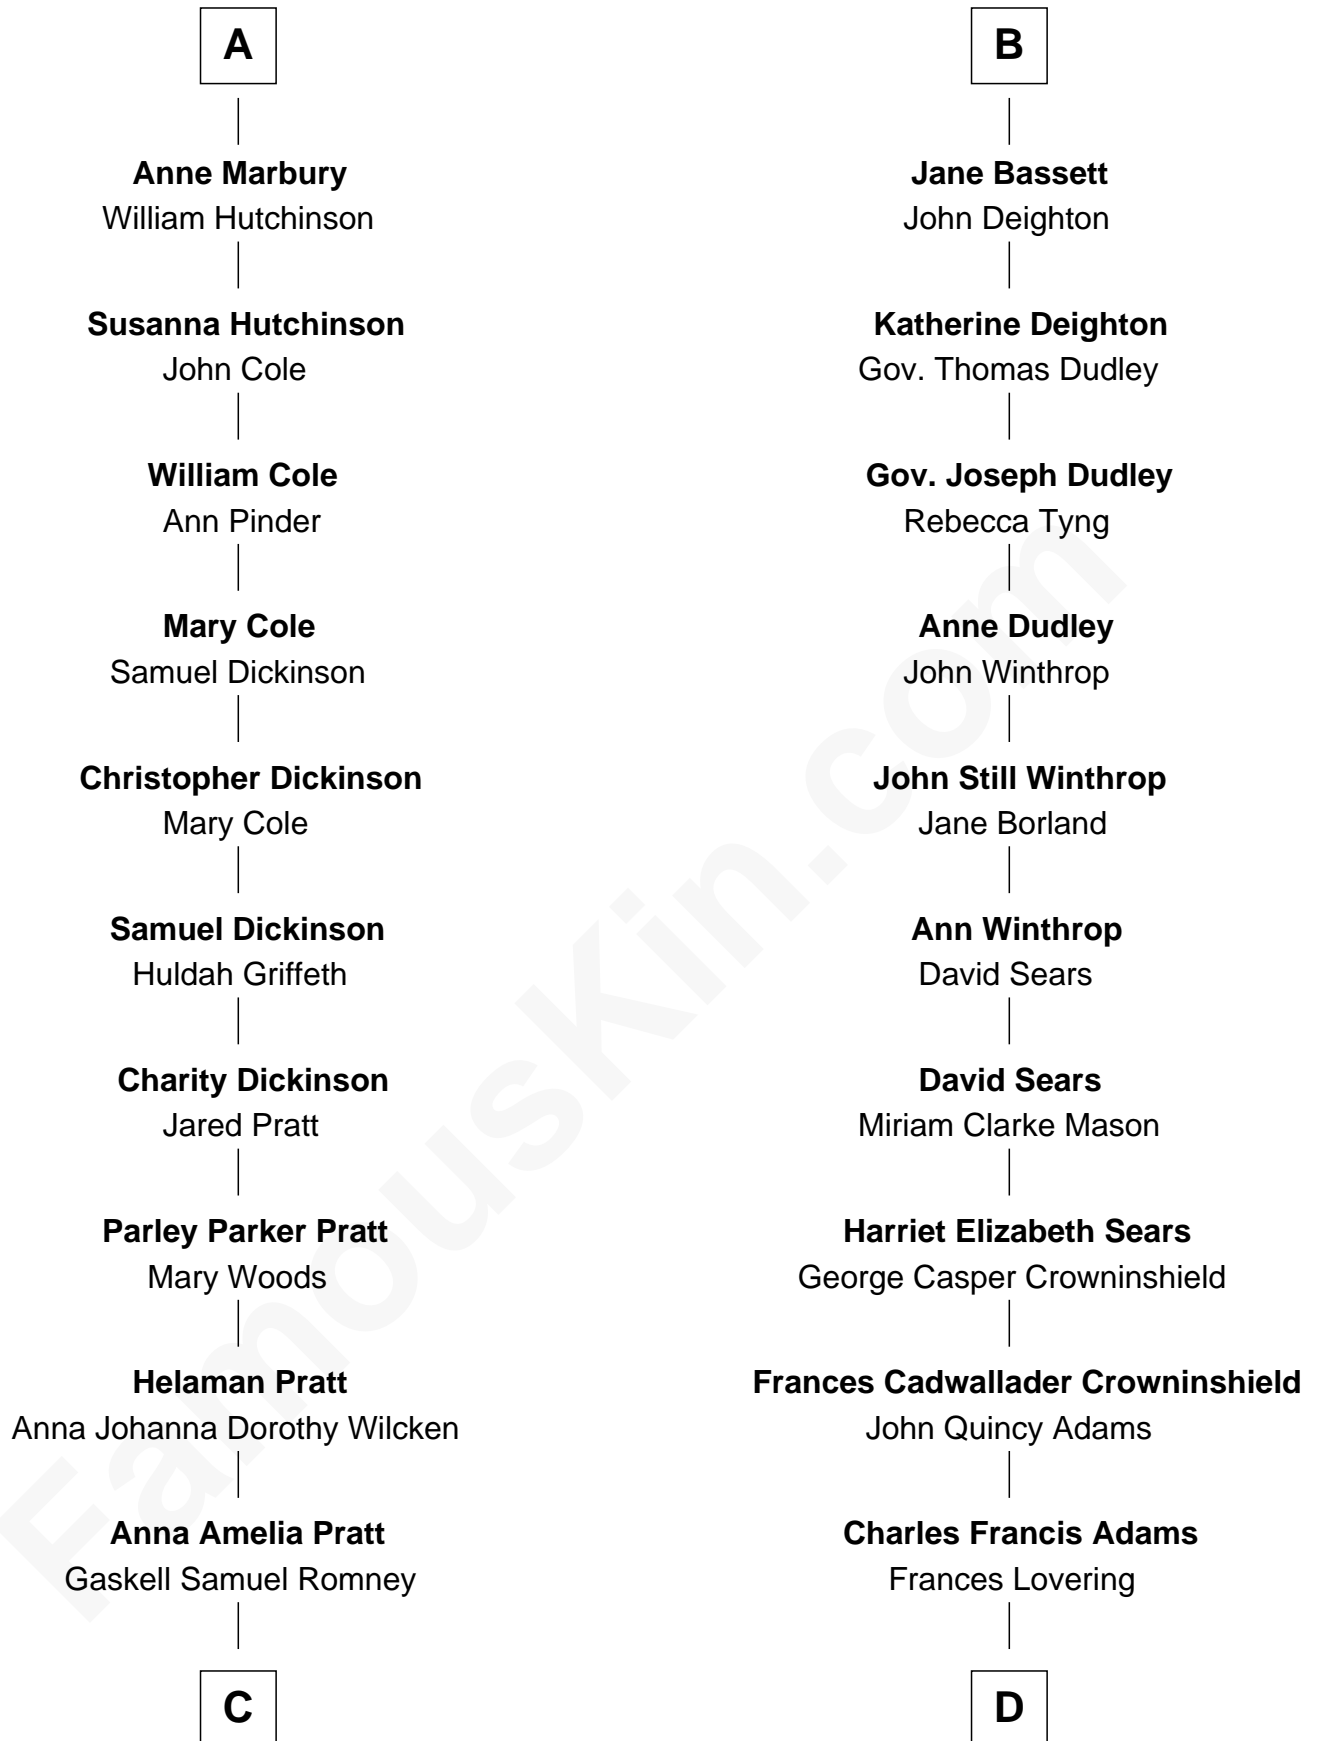 A
Anne Marbury
William Hutchinson
Susanna Hutchinson
John Cole
William Cole
Ann Pinder
Mary Cole
Samuel Dickinson
Christopher Dickinson
Mary Cole
Samuel Dickinson
Huldah Griffeth
Charity Dickinson
Jared Pratt
Parley Parker Pratt
Mary Woods
Helaman Pratt
Anna Johanna Dorothy Wilcken
Anna Amelia Pratt
Gaskell Samuel Romney
C
B
Jane Bassett
John Deighton
Katherine Deighton
Gov. Thomas Dudley
Gov. Joseph Dudley
Rebecca Tyng
Anne Dudley
John Winthrop
John Still Winthrop
Jane Borland
Ann Winthrop
David Sears
David Sears
Miriam Clarke Mason
Harriet Elizabeth Sears
George Casper Crowninshield
Frances Cadwallader Crowninshield
John Quincy Adams
Charles Francis Adams
Frances Lovering
D
FamousKin.com